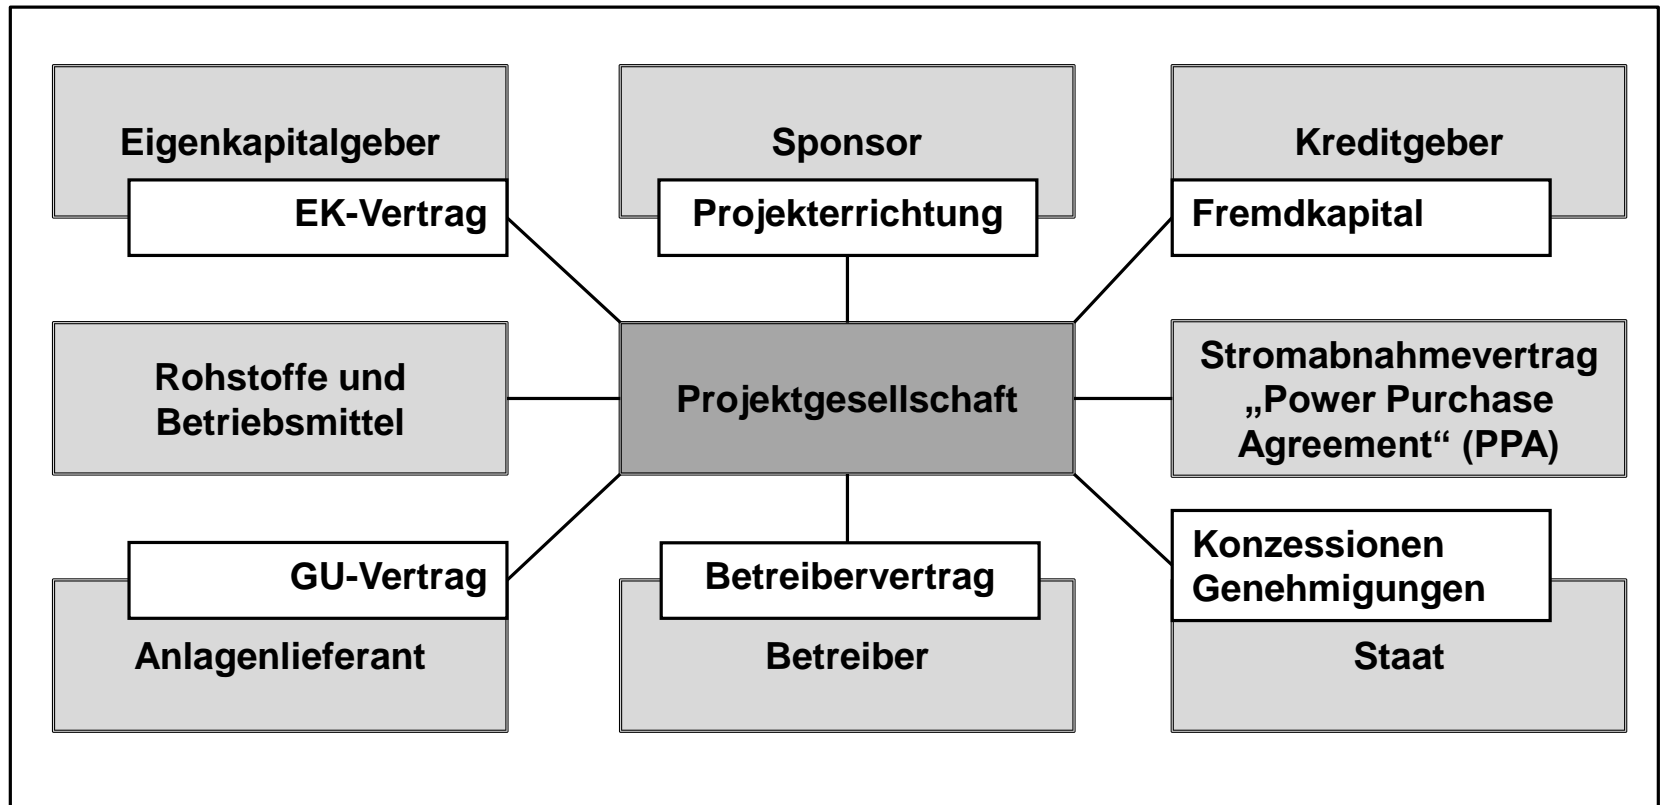 Eigenkapitalgeber
EK-Vertrag
Sponsor
Projekterrichtung
Kreditgeber
Fremdkapital
Rohstoffe und
Betriebsmittel
Projektgesellschaft
Stromabnahmevertrag
„Power Purchase
Agreement“ (PPA)
GU-Vertrag
Anlagenlieferant
Betreibervertrag
Betreiber
Konzessionen
Genehmigungen
Staat